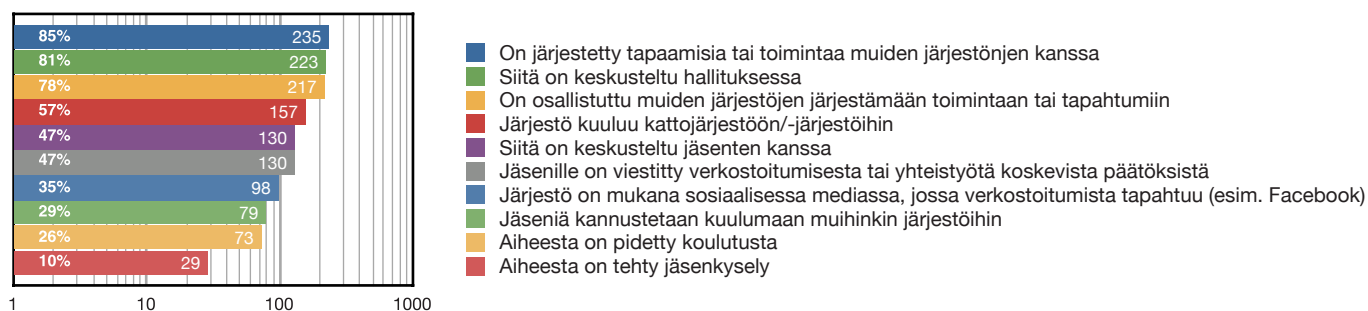 85% 235
81% 223
78% 217
57% 157
47% 130
47% 130
35% 98
29% 79
26% 73
10% 29
1 10 100 1000
On järjestetty tapaamisia tai toimintaa muiden järjestönjen kanssa
Siitä on keskusteltu hallituksessa
On osallistuttu muiden järjestöjen järjestämään toimintaan tai tapahtumiin
Järjestö kuuluu kattojärjestöön/-järjestöihin
Siitä on keskusteltu jäsenten kanssa
Jäsenille on viestitty verkostoitumisesta tai yhteistyötä koskevista päätöksistä
Järjestö on mukana sosiaalisessa mediassa, jossa verkostoitumista tapahtuu (esim. Facebook)
Jäseniä kannustetaan kuulumaan muihinkin järjestöihin
Aiheesta on pidetty koulutusta
Aiheesta on tehty jäsenkysely